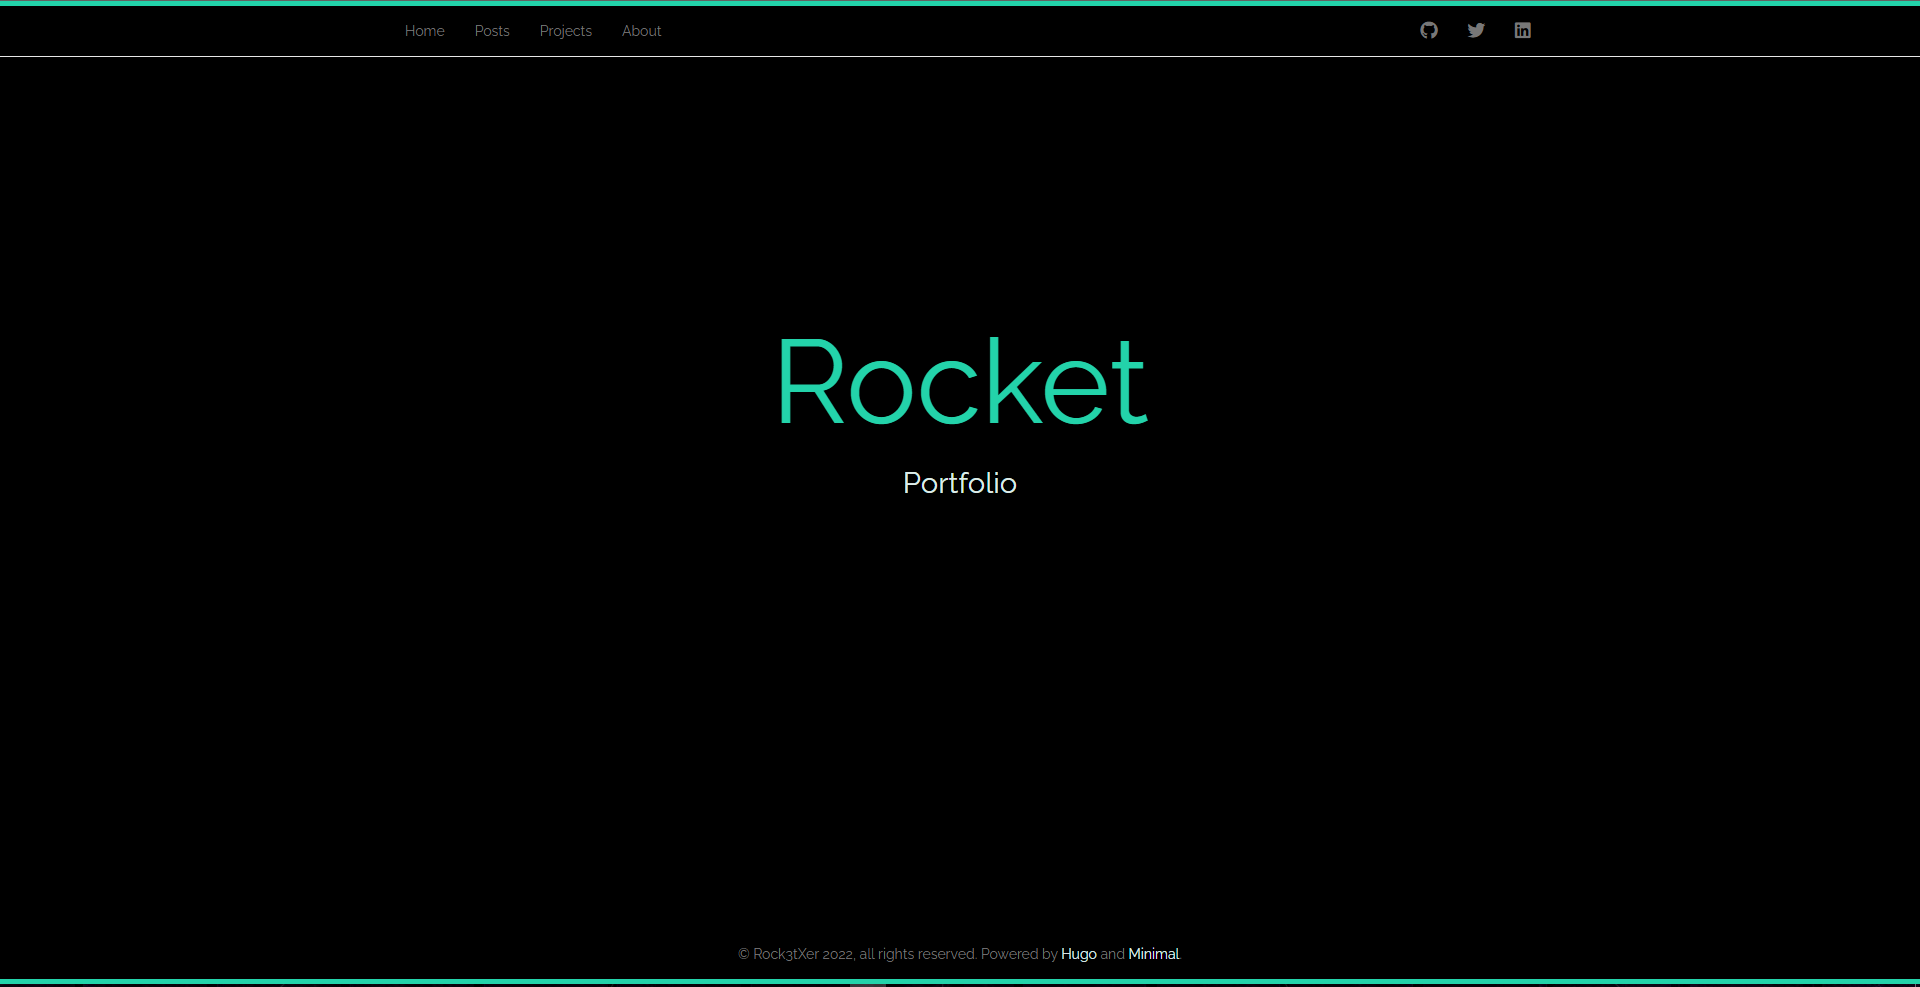 Home Posts Projects About
Rocket
Portfolio
© Rock3tXer 2022, all rights reserved. Powered by Hugo and Minimal